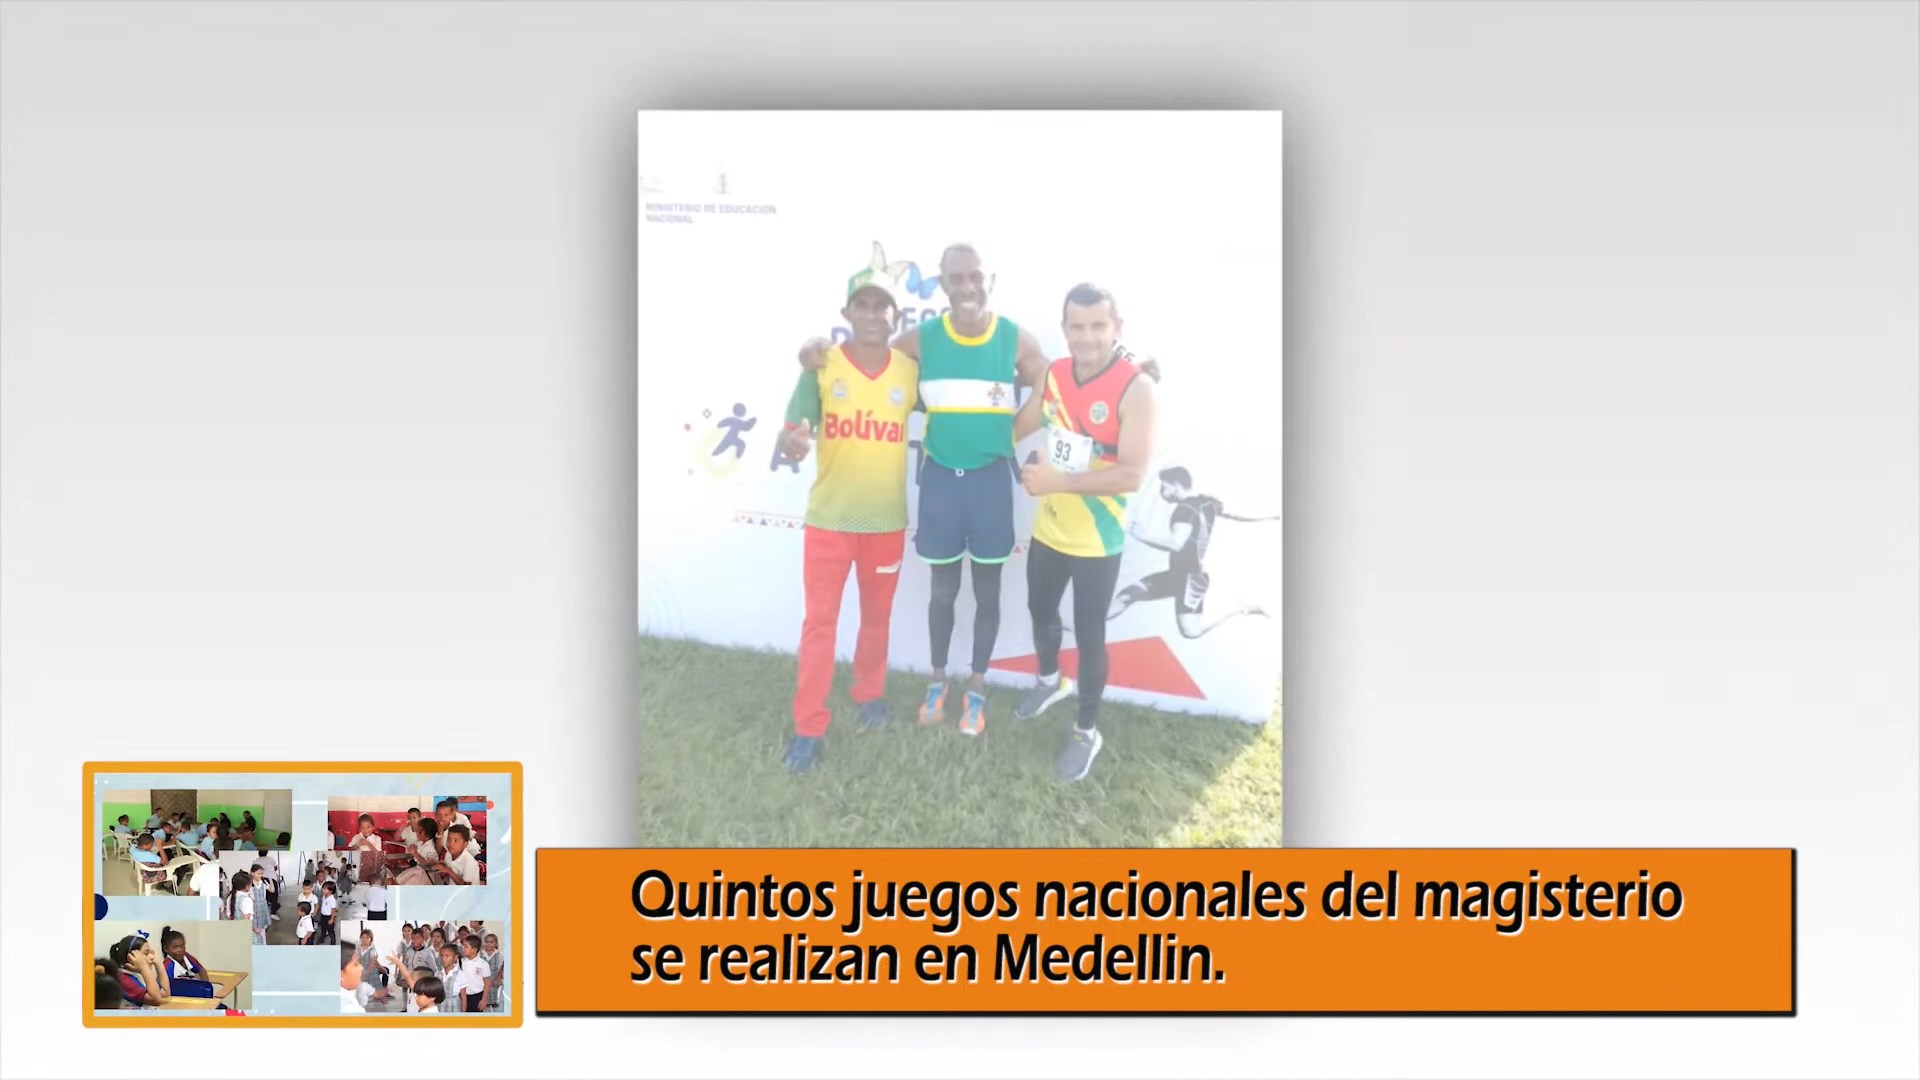 MINISTERIO DE EDUCACIÓN
NACIONAL
Bolívar
93
Quintos juegos nacionales del magisterio
se realizan en Medellin.